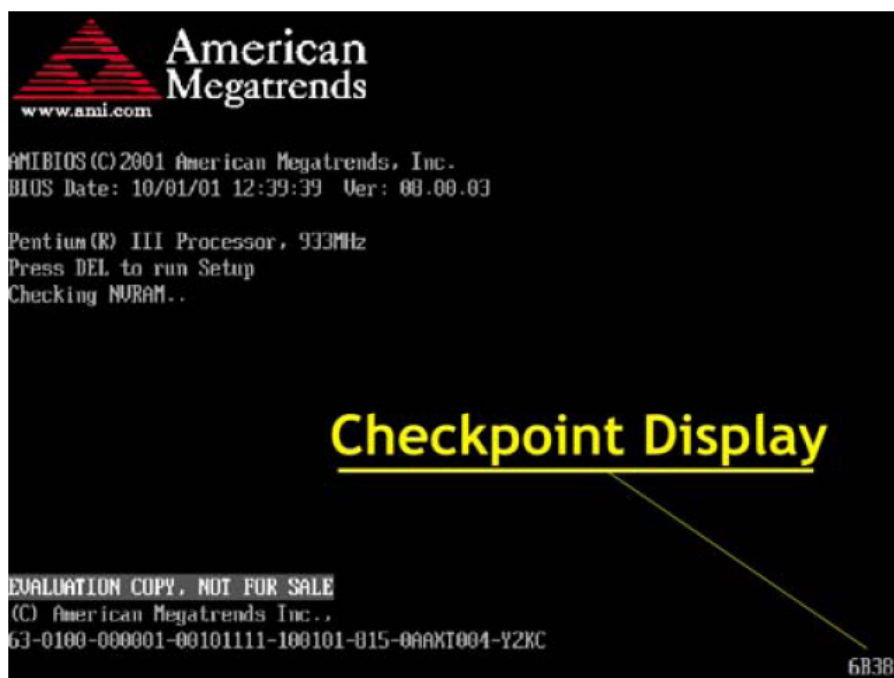 American
Megatrends
www.ami.com
AMIBIOS(C)2001 American Megatrends, Inc.
BIOS Date: 10/01/01 12:39:39 Ver: 08.00.03
Pentium(R) III Processor, 933MHz
Press DEL to run Setup
Checking NVRAM..
Checkpoint Display
EVALUATION COPY, NOT FOR SALE
(C) American Megatrends Inc.,
63-0100-000001-00101111-100101-815-0AAXT004-Y2KC
6B38